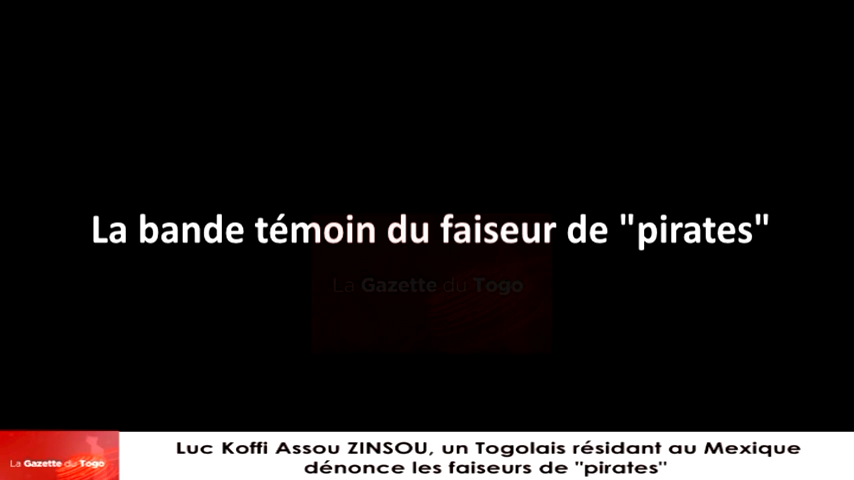 La bande témoin du faiseur de "pirates"
La Gazette du Togo
La Gazette du Togo
Luc Koffi Assou ZINSOU, un Togolais résidant au Mexique
dénonce les faiseurs de "pirates"